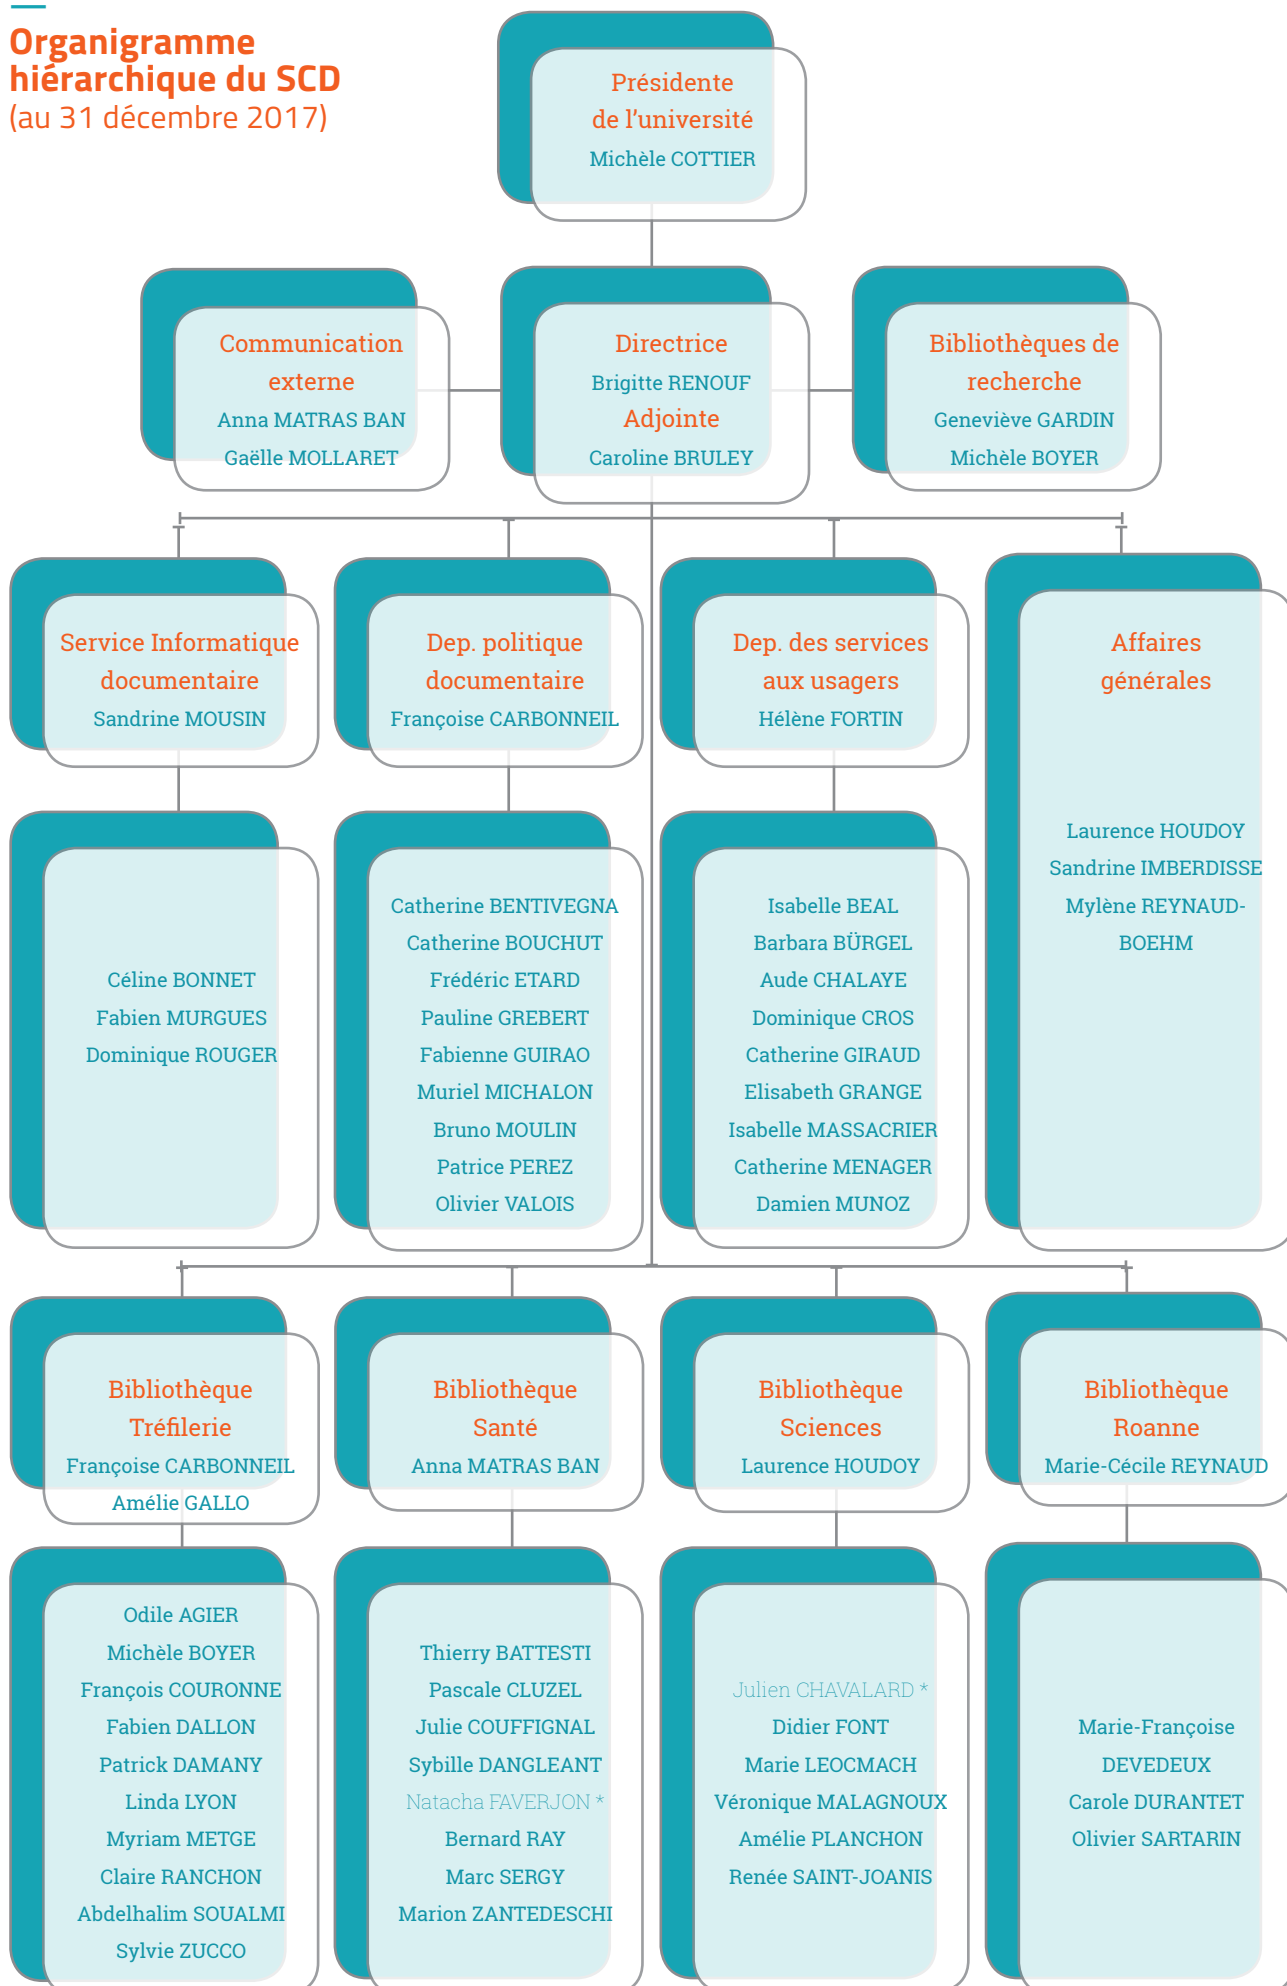 Organigramme
hiérarchique du SCD
(au 31 décembre 2017)
Présidente
de l'université
Michèle COTTIER
Communication
externe
Anna MATRAS BAN
Gaëlle MOLLARET
Directrice
Brigitte RENOUF
Adjointe
Caroline BRULEY
Bibliothèques de
recherche
Geneviève GARDIN
Michèle BOYER
Service Informatique
documentaire
Sandrine MOUSIN
Dep. politique
documentaire
Françoise CARBONNEIL
Dep. des services
aux usagers
Hélène FORTIN
Affaires
générales
Laurence HOUDOY
Sandrine IMBERDISSE
Mylène REYNAUD-
BOEHM
Céline BONNET
Fabien MURGUES
Dominique ROUGER
Catherine BENTIVEGNA
Catherine BOUCHUT
Frédéric ETARD
Pauline GREBERT
Fabienne GUIRAO
Muriel MICHALON
Bruno MOULIN
Patrice PEREZ
Olivier VALOIS
Isabelle BEAL
Barbara BÜRGEL
Aude CHALAYE
Dominique CROS
Catherine GIRAUD
Elisabeth GRANGE
Isabelle MASSACRIER
Catherine MENAGER
Damien MUNOZ
Bibliothèque
Tréfilerie
Françoise CARBONNEIL
Amélie GALLO
Bibliothèque
Santé
Anna MATRAS BAN
Bibliothèque
Sciences
Laurence HOUDOY
Bibliothèque
Roanne
Marie-Cécile REYNAUD
Odile AGIER
Michèle BOYER
François COURONNE
Fabien DALLON
Patrick DAMANY
Linda LYON
Myriam METGE
Claire RANCHON
Abdelhalim SOUALMI
Sylvie ZUCCO
Thierry BATTESTI
Pascale CLUZEL
Julie COUFFIGNAL
Sybille DANGLEANT
Natacha FAVERJON *
Bernard RAY
Marc SERGY
Marion ZANTEDESCHI
Julien CHAVALARD *
Didier FONT
Marie LEOCMACH
Véronique MALAGNOUX
Amélie PLANCHON
Renée SAINT-JOANIS
Marie-Françoise
DEVEDEUX
Carole DURANTET
Olivier SARTARIN